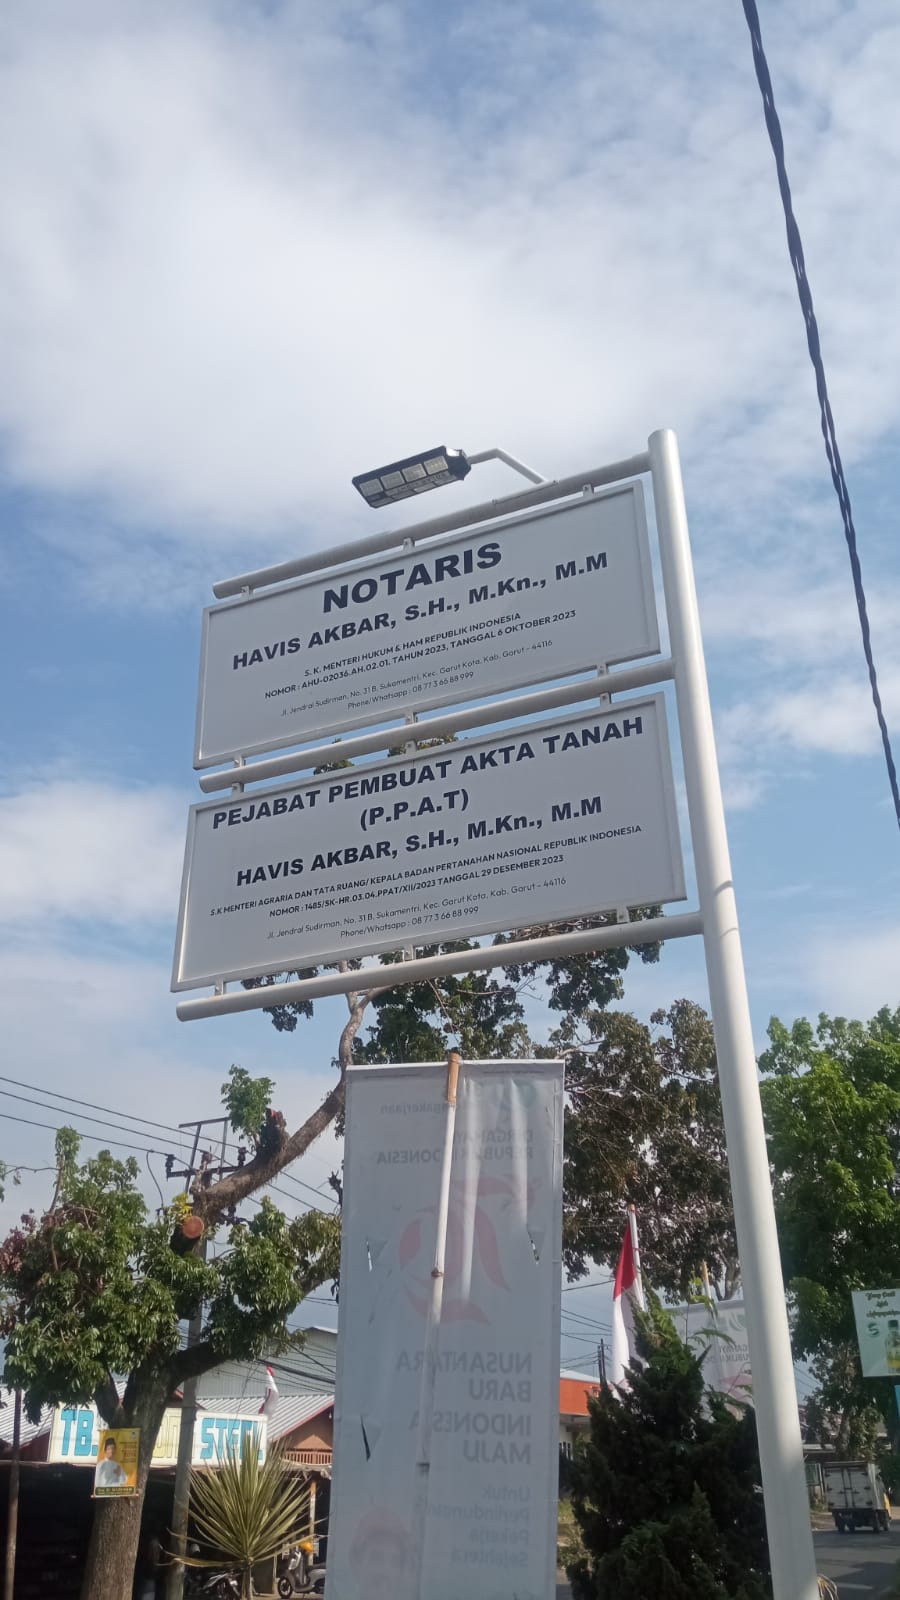 NOTARIS
HAVIS AKBAR, S.H., M.Kn., M.M
S. K. MENTERI HUKUM & HAM REPUBLIK INDONESIA
NOMOR : AHU-02036.AH.02.01. TAHUN 2023, TANGGAL 6 OKTOBER 2023
Jl. Jendral Sudirman, No. 31 B, Sukamentri, Kec. Garut Kota, Kab. Garut - 44116
Phone/Whatsapp : 08 77 3 66 88 999
PEJABAT PEMBUAT AKTA TANAH
(P.P.A.T)
HAVIS AKBAR, S.H., M.Kn., M.M
S.K MENTERI AGRARIA DAN TATA RUANG/ KEPALA BADAN PERTANAHAN NASIONAL REPUBLIK INDONESIA
NOMOR : 1485/SK-HR.03.04.PPAT/XII/2023 TANGGAL 29 DESEMBER 2023
Jl. Jendral Sudirman, No. 31 B, Sukamentri, Kec. Garut Kota, Kab. Garut - 44116
Phone/Whatsapp : 08 77 3 66 88 999
REPUBLIK INDONESIA
NUSANTARA
BARU
INDONESIA
MAJU
Untuk
Perlindungan
Pekerja
Sejahtera
TB.
STEEL